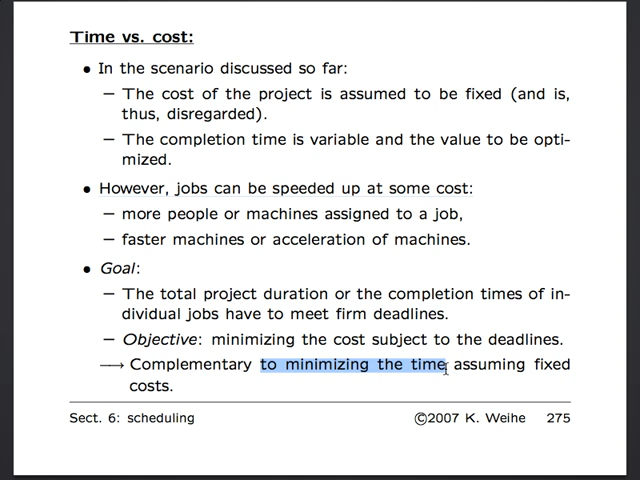 Time vs. cost:
• In the scenario discussed so far:
– The cost of the project is assumed to be fixed (and is,
thus, disregarded).
– The completion time is variable and the value to be opti-
mized.
• However, jobs can be speeded up at some cost:
– more people or machines assigned to a job,
– faster machines or acceleration of machines.
• Goal:
– The total project duration or the completion times of in-
dividual jobs have to meet firm deadlines.
– Objective: minimizing the cost subject to the deadlines.
⟶ Complementary to minimizing the time assuming fixed
costs.
Sect. 6: scheduling ©2007 K. Weihe 275